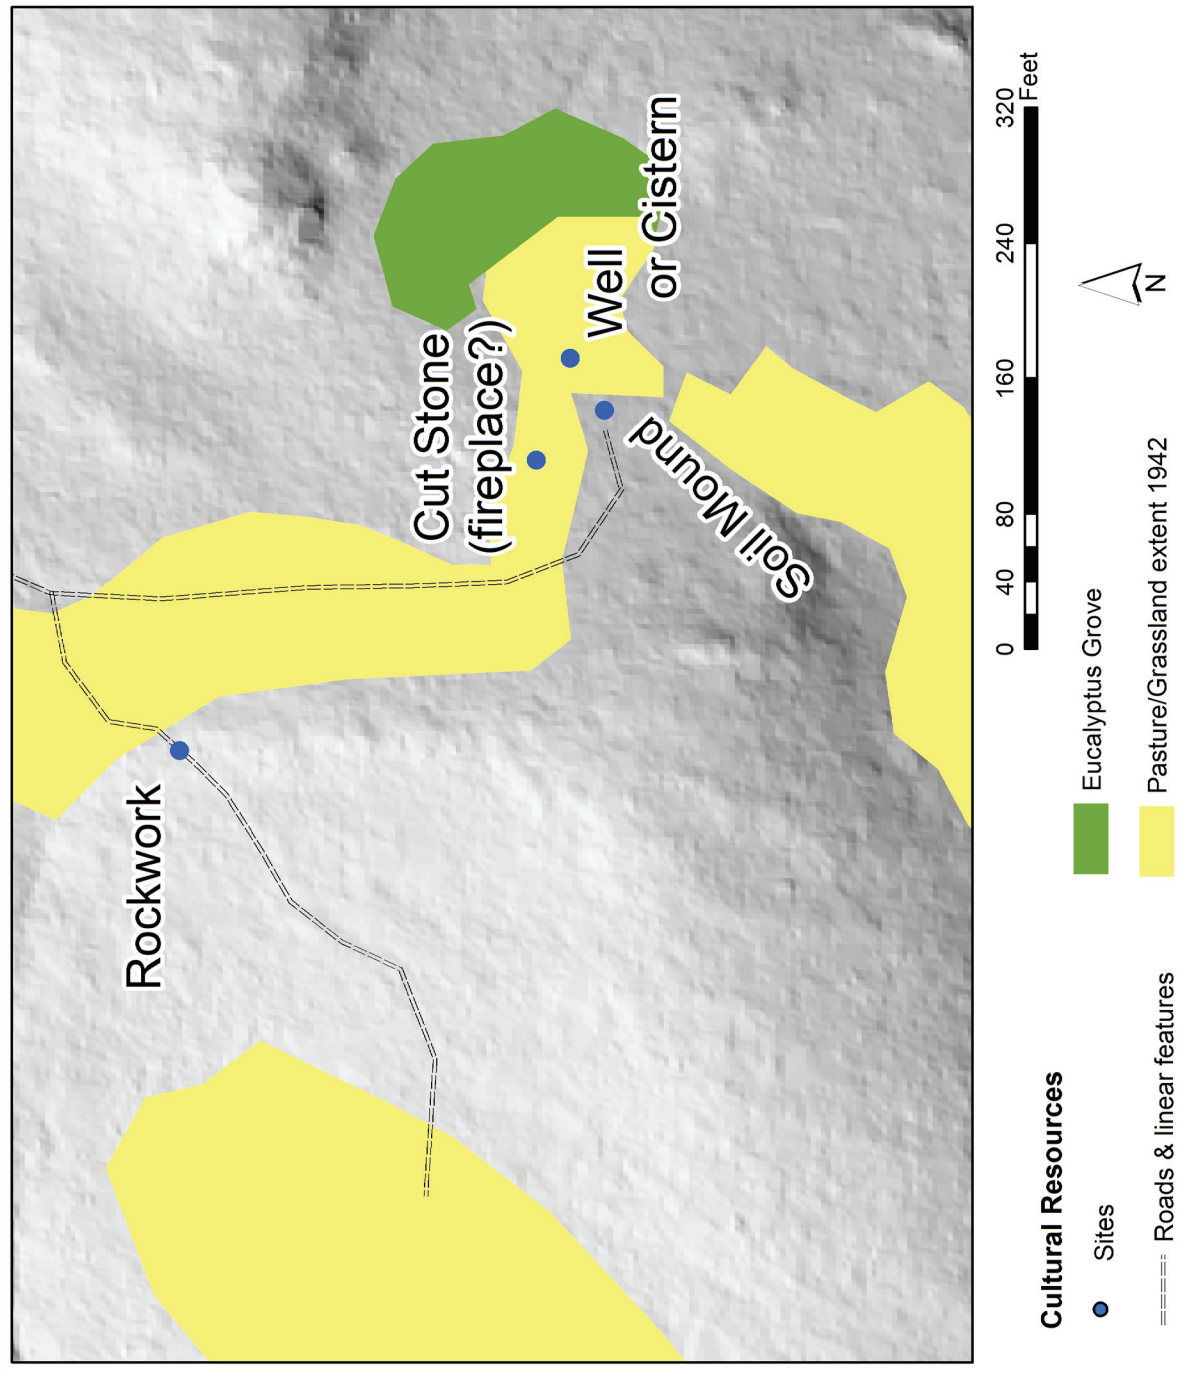 Rockwork
Cut Stone
(fireplace?)
Well
or Cistern
Soil Mound
Cultural Resources
Sites
Roads & linear features
Eucalyptus Grove
Pasture/Grassland extent 1942
0 40 80 160 240 320
Feet
N